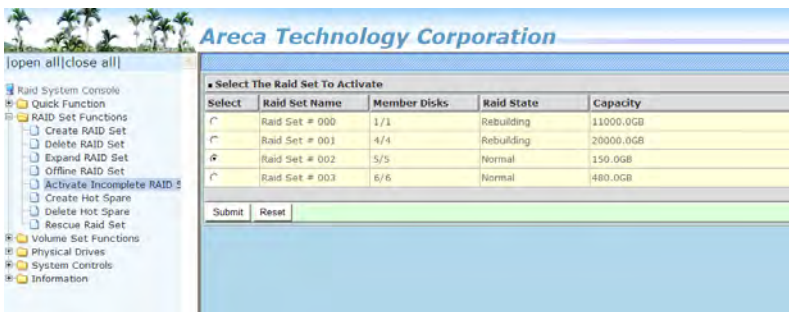 Areca Technology Corporation
|open all|close all|
Raid System Console
Quick Function
RAID Set Functions
Create RAID Set
Delete RAID Set
Expand RAID Set
Offline RAID Set
Activate Incomplete RAID S
Create Hot Spare
Delete Hot Spare
Rescue Raid Set
Volume Set Functions
Physical Drives
System Controls
Information
Select The Raid Set To Activate
Select Raid Set Name Member Disks Raid State Capacity
Raid Set # 000 1/1 Rebuilding 11000.0GB
Raid Set # 001 4/4 Rebuilding 20000.0GB
Raid Set # 002 5/5 Normal 150.0GB
Raid Set # 003 6/6 Normal 480.0GB
Submit Reset